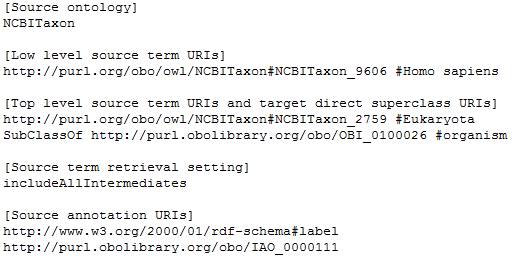 [Source ontology]
NCBITaxon
[Low level source term URIs]
http://purl.org/obo/owl/NCBITaxon#NCBITaxon_9606 #Homo sapiens
[Top level source term URIs and target direct superclass URIs]
http://purl.org/obo/owl/NCBITaxon#NCBITaxon_2759 #Eukaryota
SubClassOf http://purl.obolibrary.org/obo/OBI_0100026 #organism
[Source term retrieval setting]
includeAllIntermediates
[Source annotation URIs]
http://www.w3.org/2000/01/rdf-schema#label
http://purl.obolibrary.org/obo/IAO_0000111